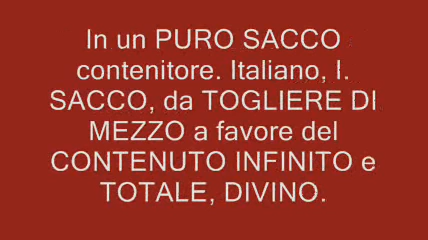 In un PURO SACCO
contenitore. Italiano, I.
SACCO, da TOGLIERE DI
MEZZO a favore del
CONTENUTO INFINITO e
TOTALE, DIVINO.